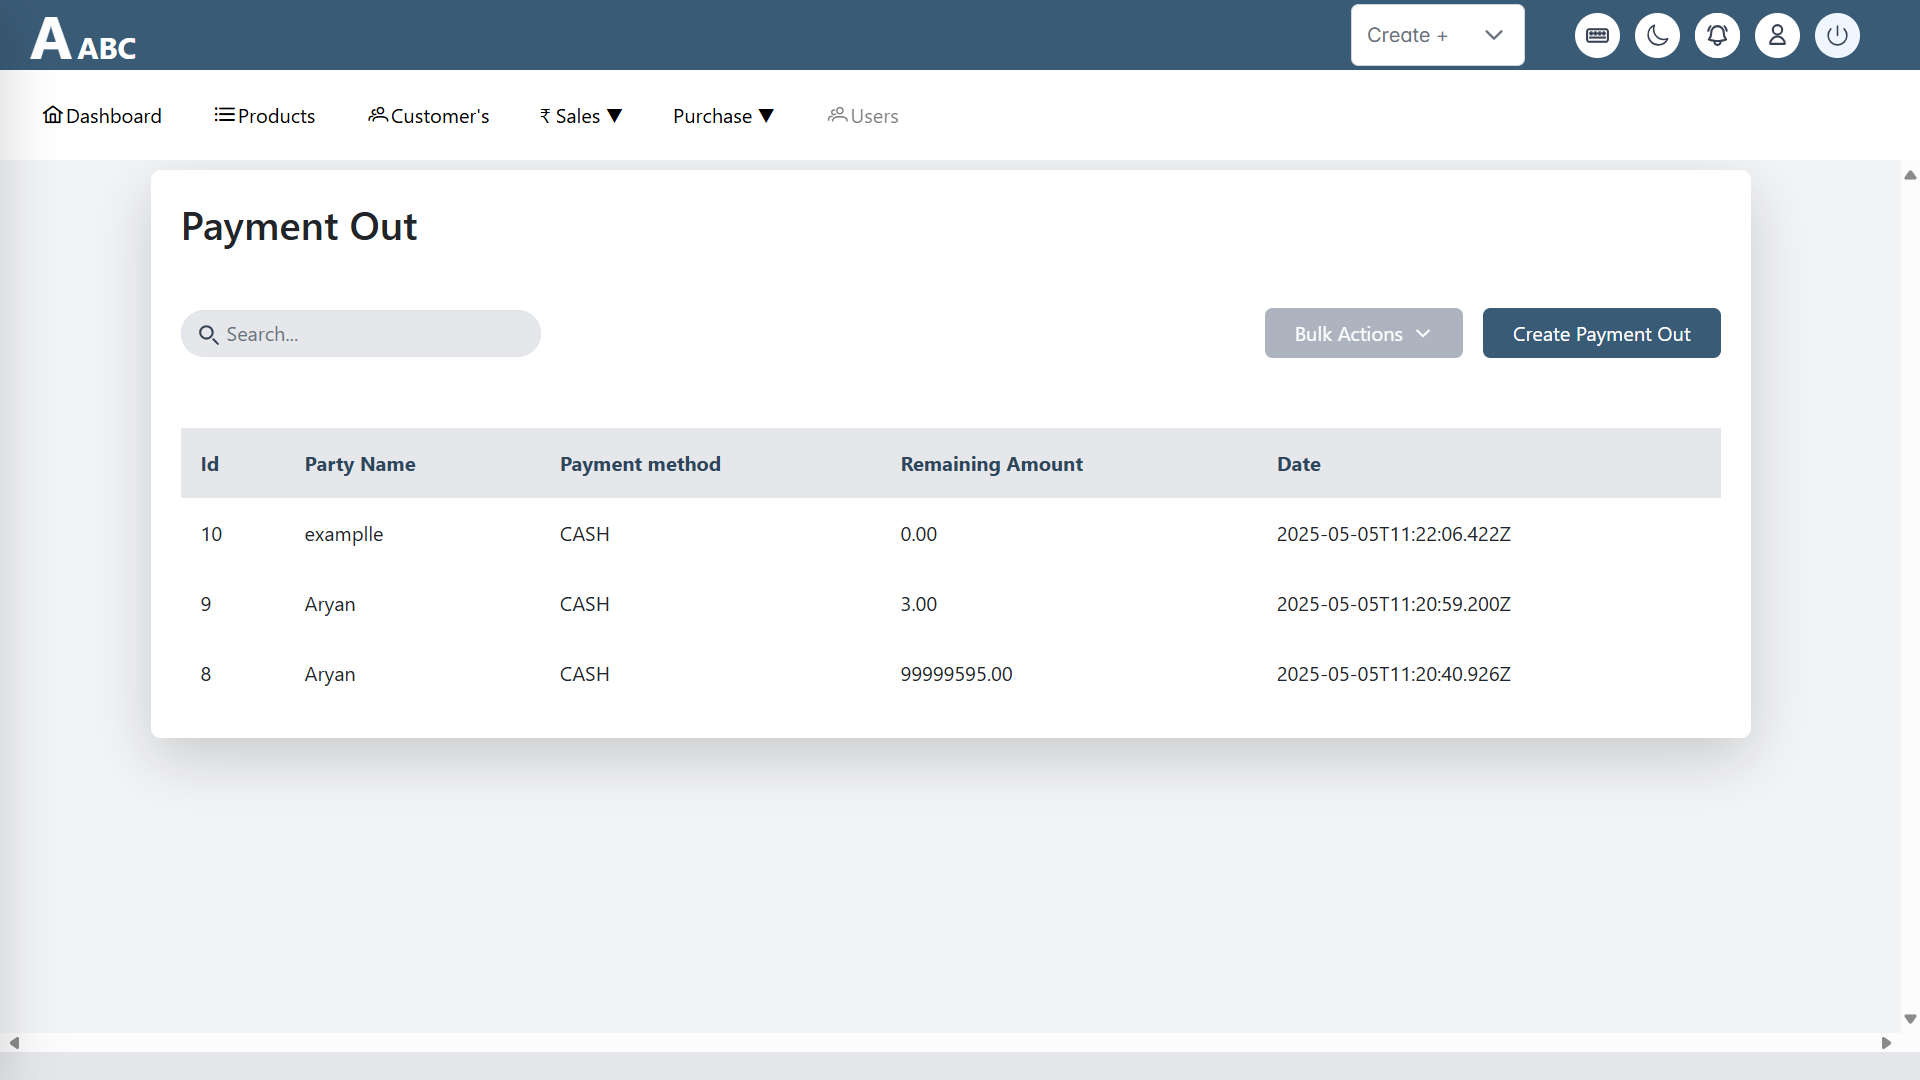 A ABC
Create +
Dashboard
Products
Customer's
₹ Sales ▼
Purchase ▼
Users
Payment Out
Search...
Bulk Actions
Create Payment Out
Id Party Name Payment method Remaining Amount Date
10 examplle CASH 0.00 2025-05-05T11:22:06.422Z
9 Aryan CASH 3.00 2025-05-05T11:20:59.200Z
8 Aryan CASH 99999595.00 2025-05-05T11:20:40.926Z